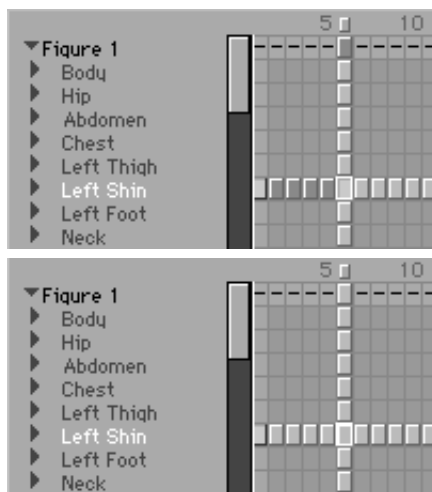 5 10
Figure 1
Body
Hip
Abdomen
Chest
Left Thigh
Left Shin
Left Foot
Neck
5 10
Figure 1
Body
Hip
Abdomen
Chest
Left Thigh
Left Shin
Left Foot
Neck